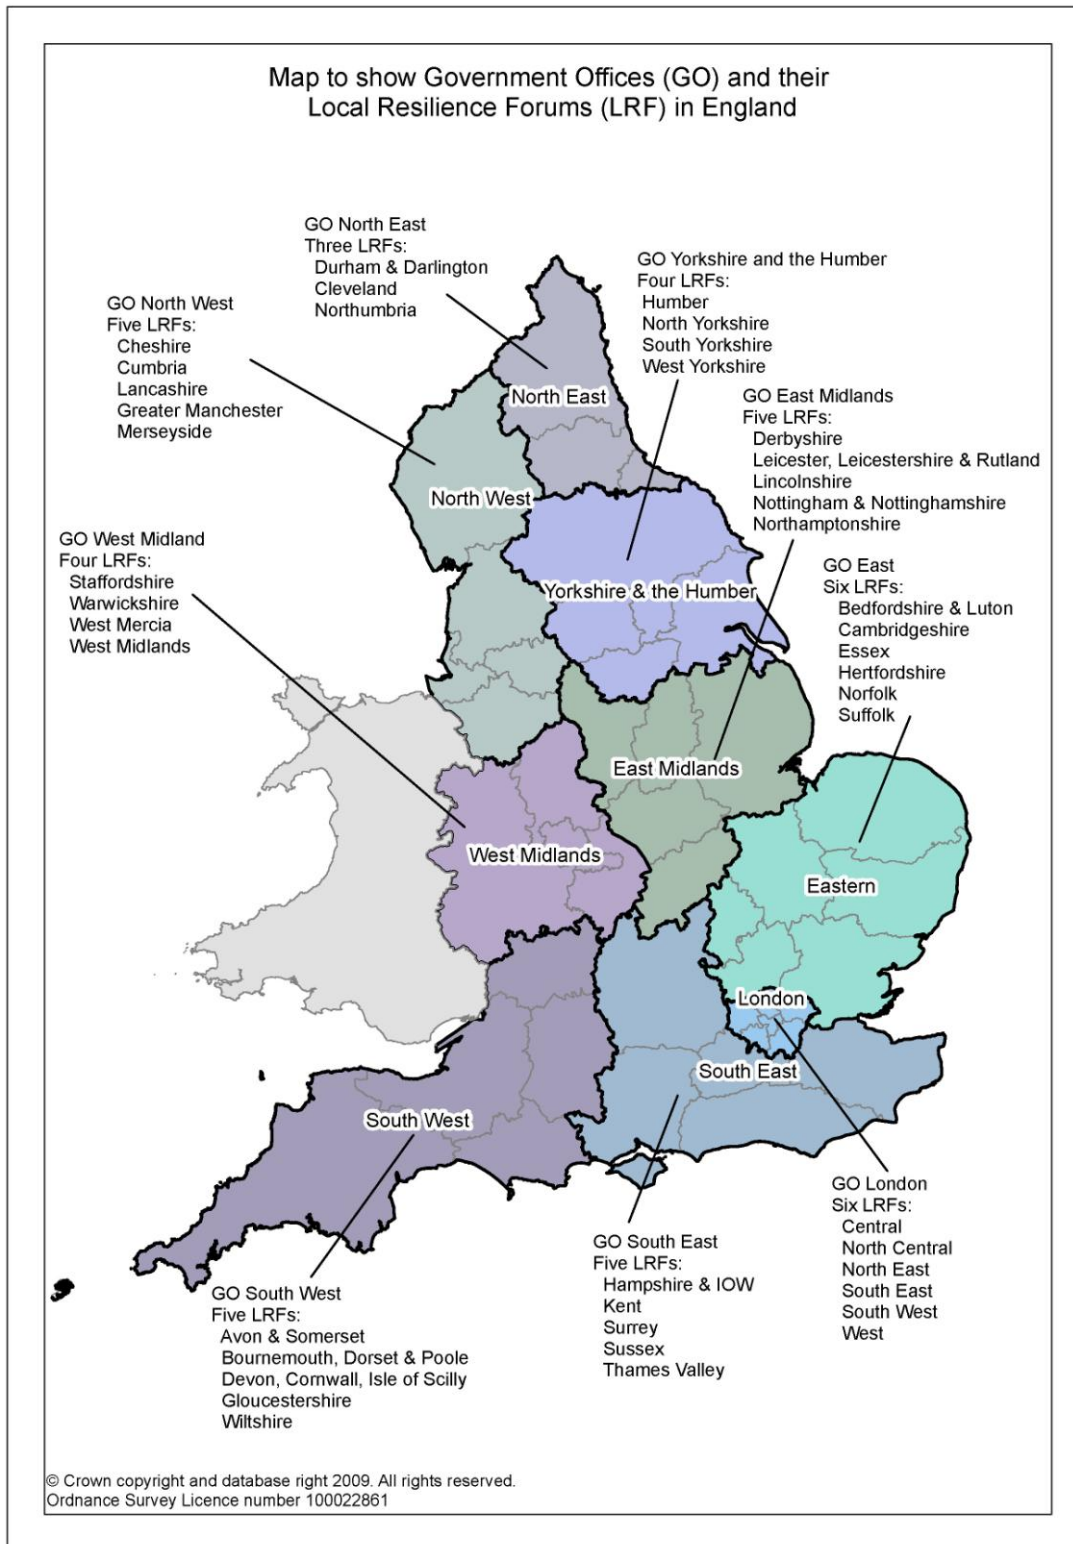 Map to show Government Offices (GO) and their
Local Resilience Forums (LRF) in England
GO North East
Three LRFs:
Durham & Darlington
Cleveland
Northumbria
GO Yorkshire and the Humber
Four LRFs:
Humber
North Yorkshire
South Yorkshire
West Yorkshire
GO North West
Five LRFs:
Cheshire
Cumbria
Lancashire
Greater Manchester
Merseyside
GO East Midlands
Five LRFs:
Derbyshire
Leicester, Leicestershire & Rutland
Lincolnshire
Nottingham & Nottinghamshire
Northamptonshire
GO West Midland
Four LRFs:
Staffordshire
Warwickshire
West Mercia
West Midlands
GO East
Six LRFs:
Bedfordshire & Luton
Cambridgeshire
Essex
Hertfordshire
Norfolk
Suffolk
North East
North West
Yorkshire & the Humber
East Midlands
West Midlands
Eastern
London
South East
South West
GO London
Six LRFs:
Central
North Central
North East
South East
South West
West
GO South East
Five LRFs:
Hampshire & IOW
Kent
Surrey
Sussex
Thames Valley
GO South West
Five LRFs:
Avon & Somerset
Bournemouth, Dorset & Poole
Devon, Cornwall, Isle of Scilly
Gloucestershire
Wiltshire
© Crown copyright and database right 2009. All rights reserved.
Ordnance Survey Licence number 100022861